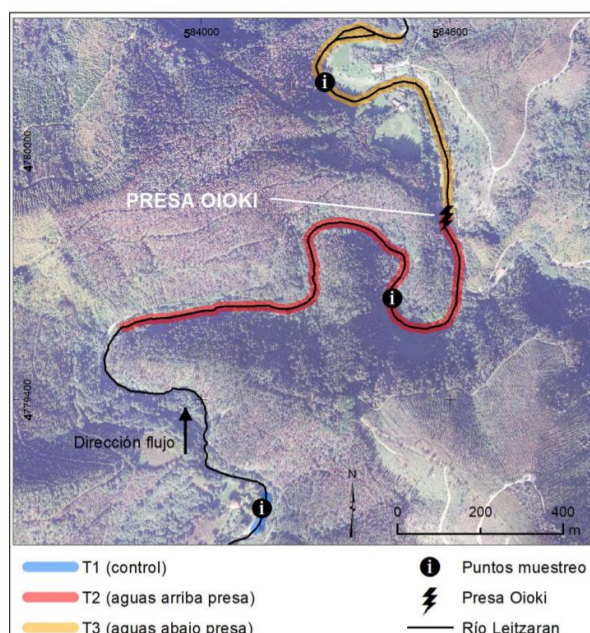 584000
584600
4780000
PRESA OIOKI
4779400
Dirección flujo
N
0 200 400
m
T1 (control)
i Puntos muestreo
T2 (aguas arriba presa)
Presa Oioki
T3 (aguas abajo presa)
Río Leitzaran